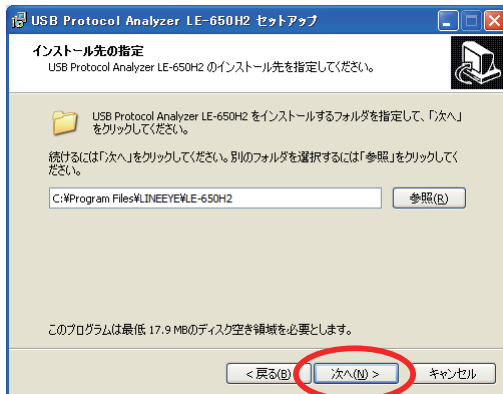 USB Protocol Analyzer LE-650H2 セットアップ
インストール先の指定
USB Protocol Analyzer LE-650H2 のインストール先を指定してください。
USB Protocol Analyzer LE-650H2 をインストールするフォルダを指定して、「次へ」
をクリックしてください。
続けるには「次へ」をクリックしてください。別のフォルダを選択するには「参照」をクリックしてく
ださい。
C:¥Program Files¥LINEEYE¥LE-650H2
参照(R)
このプログラムは最低 17.9 MBのディスク空き領域を必要とします。
< 戻る(B)
次へ(N) >
キャンセル